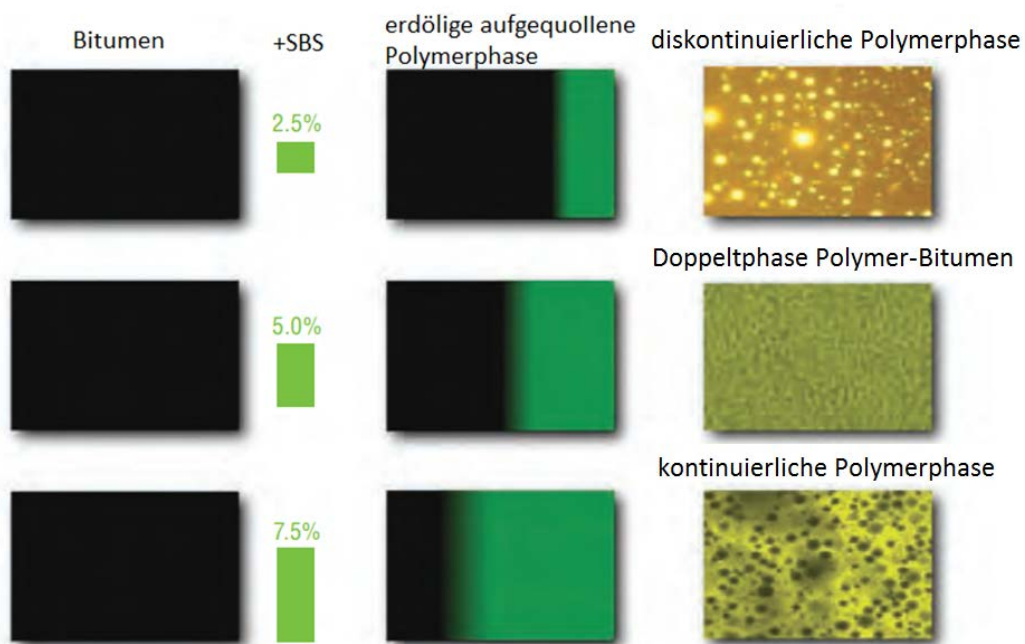 Bitumen
+SBS
erdölige aufgequollene
Polymerphase
diskontinuierliche Polymerphase
2.5%
Doppeltphase Polymer-Bitumen
5.0%
kontinuierliche Polymerphase
7.5%